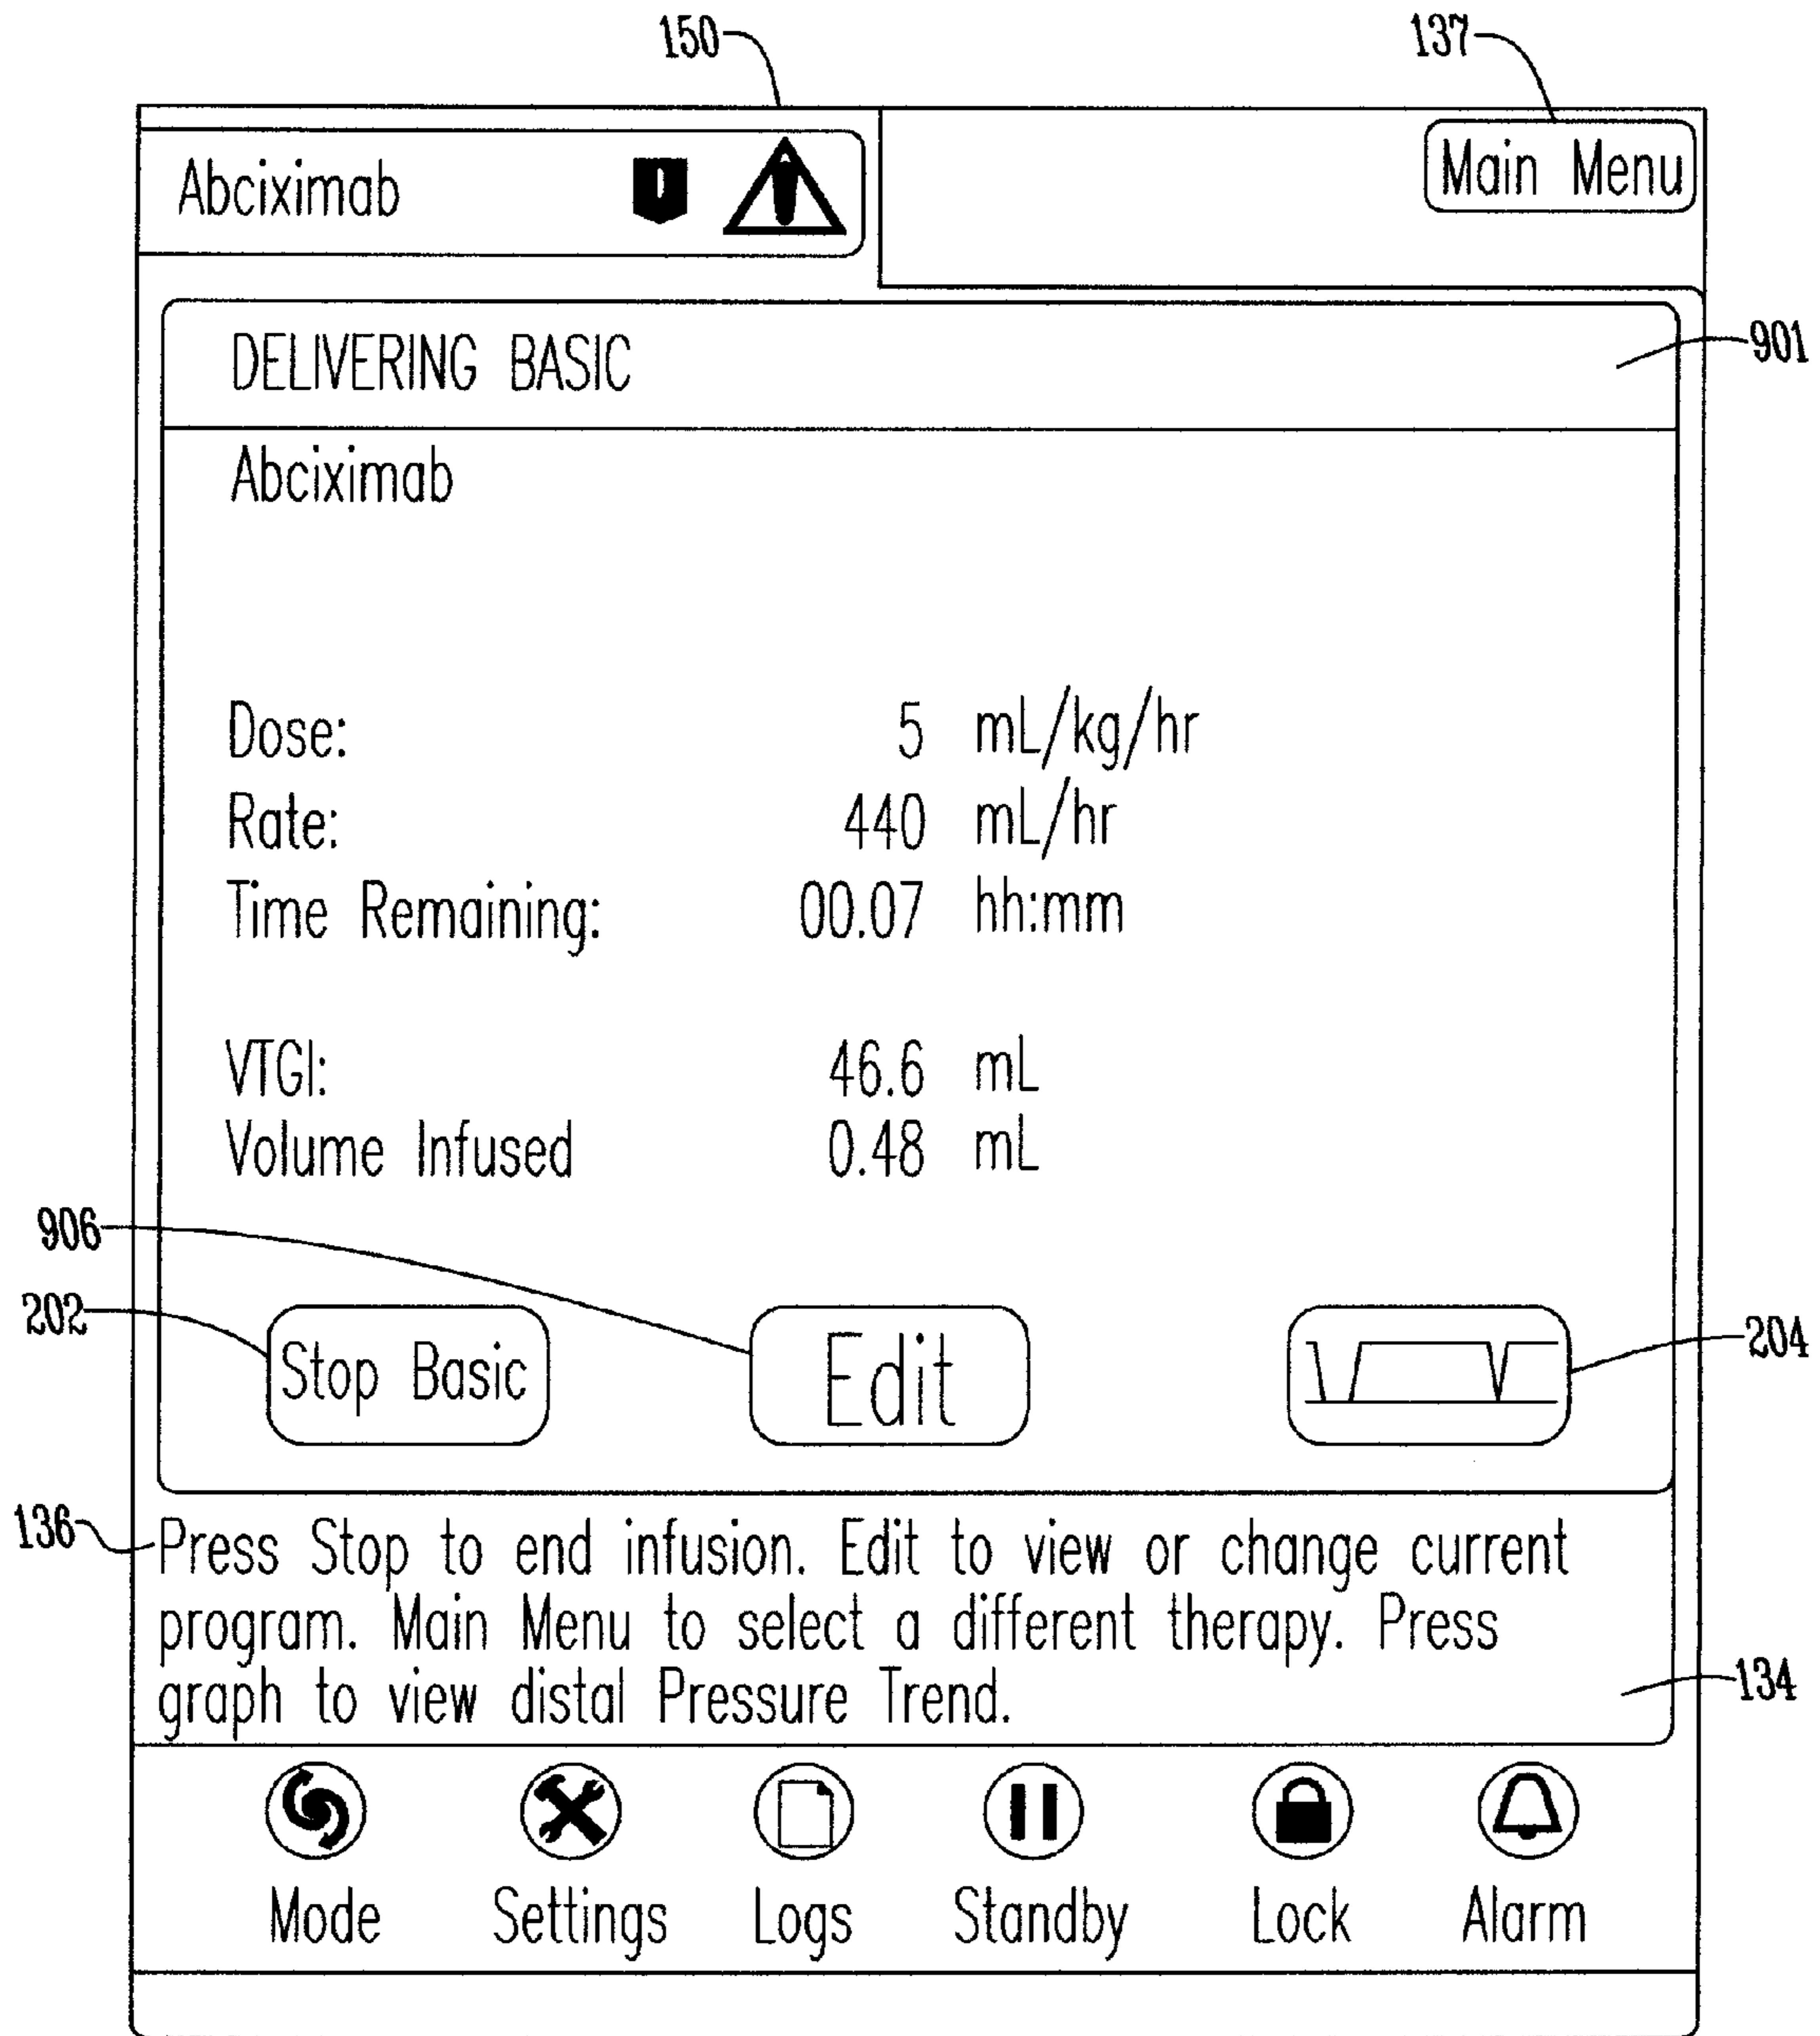 150
137
Abciximab
Main Menu
DELIVERING BASIC
901
Abciximab
Dose: 5 mL/kg/hr
Rate: 440 mL/hr
Time Remaining: 00.07 hh:mm
VTGI: 46.6 mL
Volume Infused 0.48 mL
906
202
Stop Basic
Edit
204
136
Press Stop to end infusion. Edit to view or change current
program. Main Menu to select a different therapy. Press
graph to view distal Pressure Trend.
134
Mode Settings Logs Standby Lock Alarm